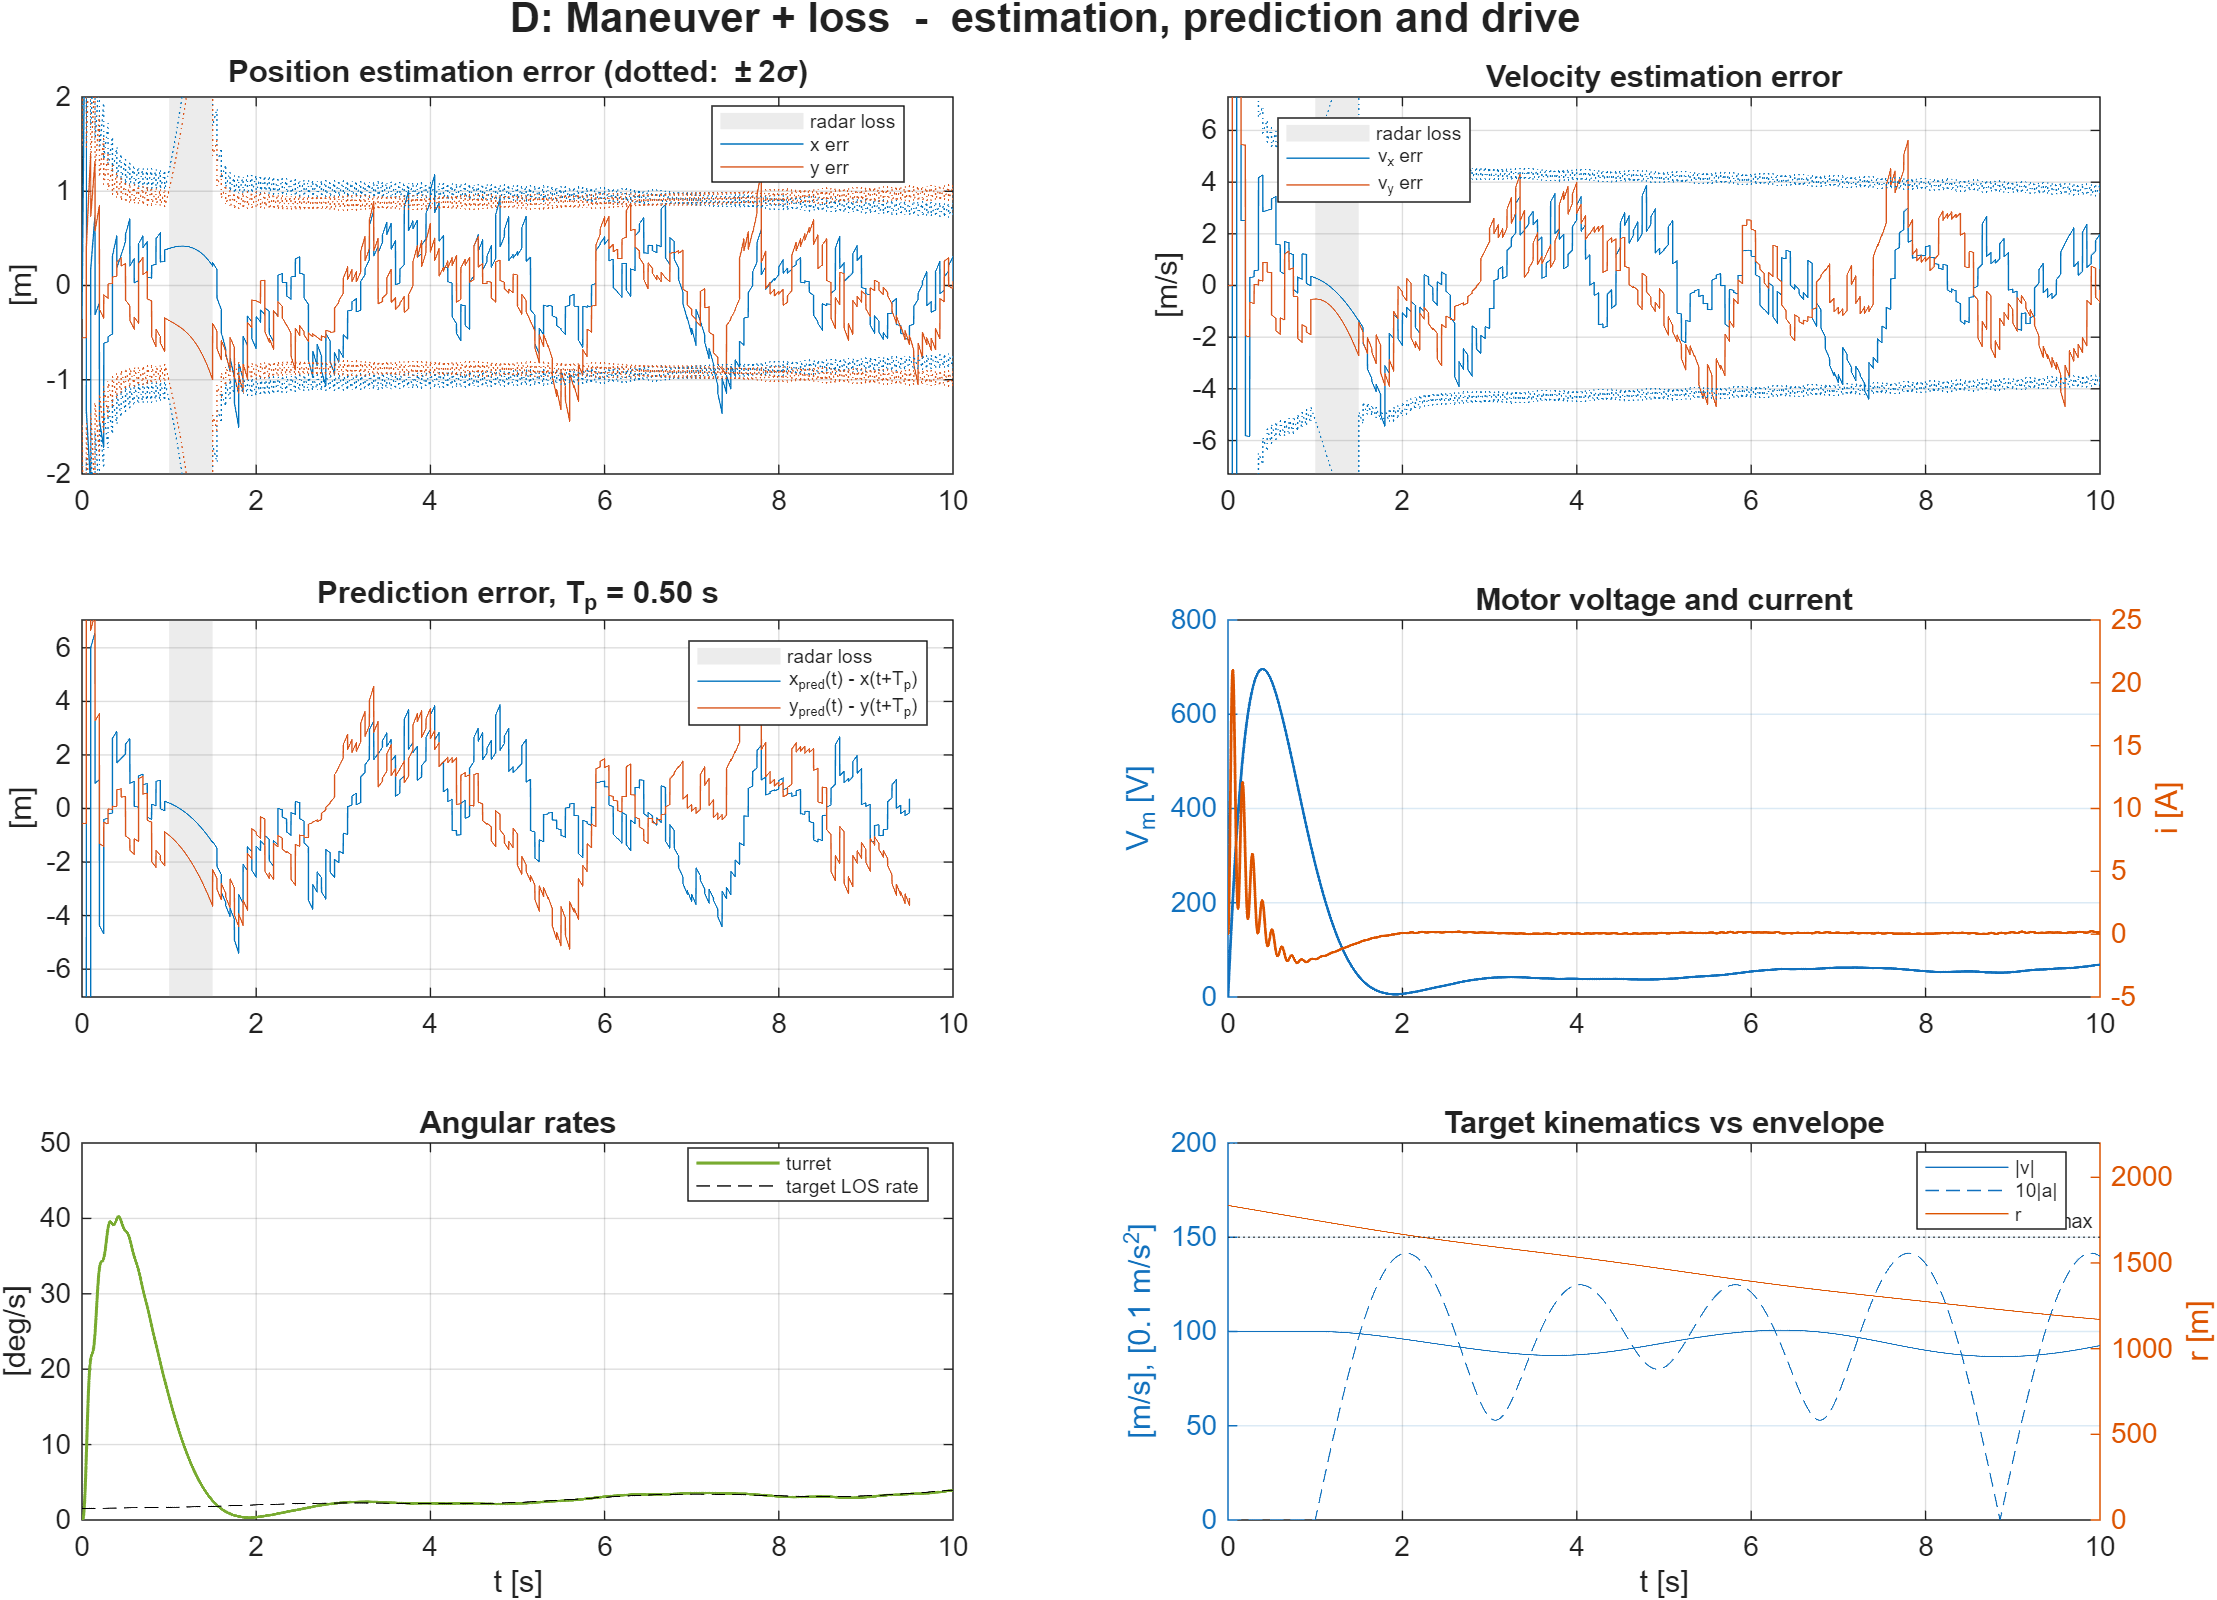 D: Maneuver + loss - estimation, prediction and drive
Position estimation error (dotted: ± 2σ)
[m]
2
1
0
-1
-2
0 2 4 6 8 10
radar loss
x err
y err
Velocity estimation error
[m/s]
6
4
2
0
-2
-4
-6
0 2 4 6 8 10
radar loss
vx err
vy err
Prediction error, Tp = 0.50 s
[m]
6
4
2
0
-2
-4
-6
0 2 4 6 8 10
radar loss
xpred(t) - x(t+Tp)
ypred(t) - y(t+Tp)
Motor voltage and current
Vm [V]
800
600
400
200
0
0 2 4 6 8 10
25
20
15
10
5
0
-5
i [A]
Angular rates
[deg/s]
50
40
30
20
10
0
0 2 4 6 8 10
t [s]
turret
target LOS rate
Target kinematics vs envelope
[m/s], [0.1 m/s²]
200
150
100
50
0
0 2 4 6 8 10
t [s]
2000
1500
1000
500
0
r [m]
|v|
10|a|
r